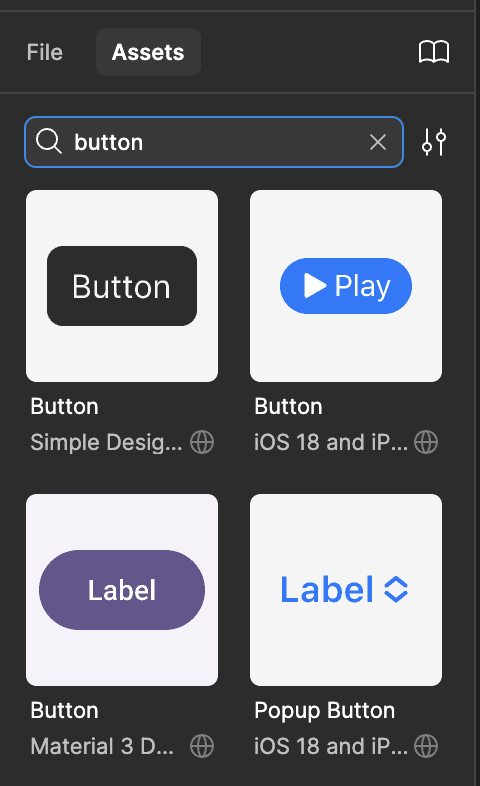 File Assets
button
Button
Play
Button
Button
Simple Desig...
iOS 18 and iP...
Label
Label
Button
Popup Button
Material 3 D...
iOS 18 and iP...